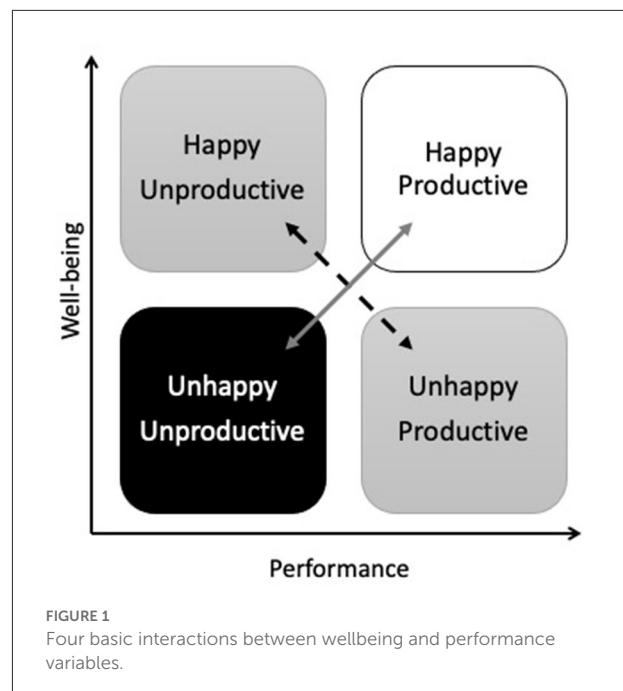 Well-being
Happy
Unproductive
Happy
Productive
Unhappy
Unproductive
Unhappy
Productive
Performance
FIGURE 1
Four basic interactions between wellbeing and performance
variables.